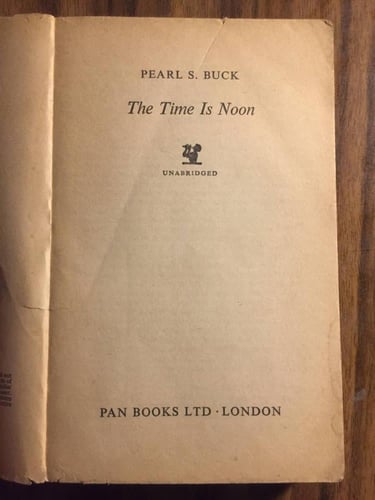 PEARL S. BUCK
The Time Is Noon
UNABRIDGED
PAN BOOKS LTD · LONDON